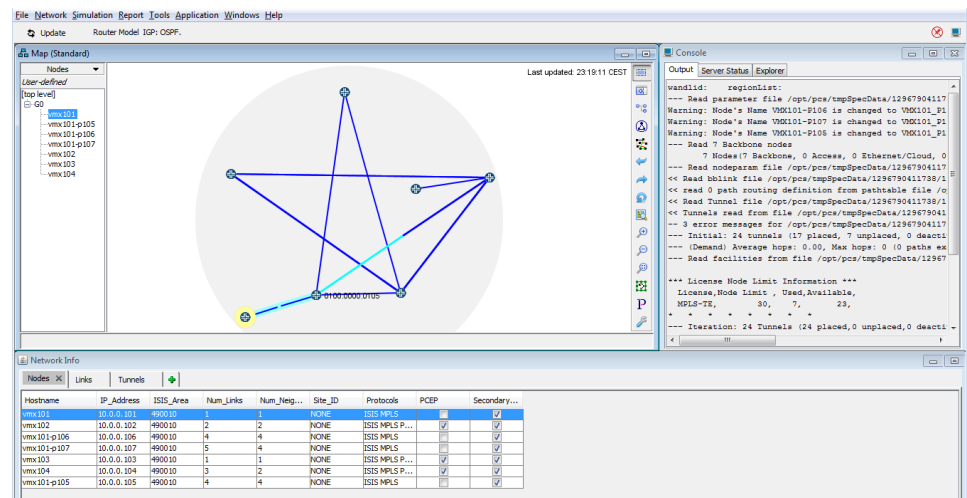 File Network Simulation Report Tools Application Windows Help
Update Router Model IGP: OSPF.
Map (Standard)
Nodes
User-defined
[top level]
G0
vmx101
vmx101-p105
vmx101-p106
vmx101-p107
vmx102
vmx103
vmx104
Last updated: 23:19:11 CEST
0100.0000.0105
P
Console
Output Server Status Explorer
wandlid: regionList:
--- Read parameter file /opt/pcs/tmpSpecData/12967904117
Warning: Node's Name VMX101-P106 is changed to VMX101_P1
Warning: Node's Name VMX101-P107 is changed to VMX101_P1
Warning: Node's Name VMX101-P105 is changed to VMX101_P1
--- Read 7 Backbone nodes
7 Nodes(7 Backbone, 0 Access, 0 Ethernet/Cloud, 0
--- Read nodeparam file /opt/pcs/tmpSpecData/12967904117
<< Read bblink file /opt/pcs/tmpSpecData/1296790411738/1
<< read 0 path routing definition from pathtable file /o
<< Read Tunnel file /opt/pcs/tmpSpecData/1296790411738/1
<< Tunnels read from file /opt/pcs/tmpSpecData/129679041
-- 3 error messages for /opt/pcs/tmpSpecData/12967904117
--- Initial: 24 tunnels (17 placed, 7 unplaced, 0 deacti
--- (Demand) Average hops: 0.00, Max hops: 0 (0 paths ex
--- Read facilities from file /opt/pcs/tmpSpecData/12967
*** License Node Limit Information ***
License,Node Limit , Used,Available,
MPLS-TE, 30, 7, 23,
* * * * * * * *
--- Iteration: 24 Tunnels (24 placed,0 unplaced,0 deacti
Network Info
Nodes Links Tunnels
Hostname IP_Address ISIS_Area Num_Links Num_Neig... Site_ID Protocols PCEP Secondary...
vmx101 10.0.0.101 490010 1 1 NONE ISIS MPLS
vmx102 10.0.0.102 490010 2 2 NONE ISIS MPLS P...
vmx101-p106 10.0.0.106 490010 4 4 NONE ISIS MPLS
vmx101-p107 10.0.0.107 490010 5 4 NONE ISIS MPLS
vmx103 10.0.0.103 490010 1 1 NONE ISIS MPLS P...
vmx104 10.0.0.104 490010 3 2 NONE ISIS MPLS P...
vmx101-p105 10.0.0.105 490010 4 4 NONE ISIS MPLS